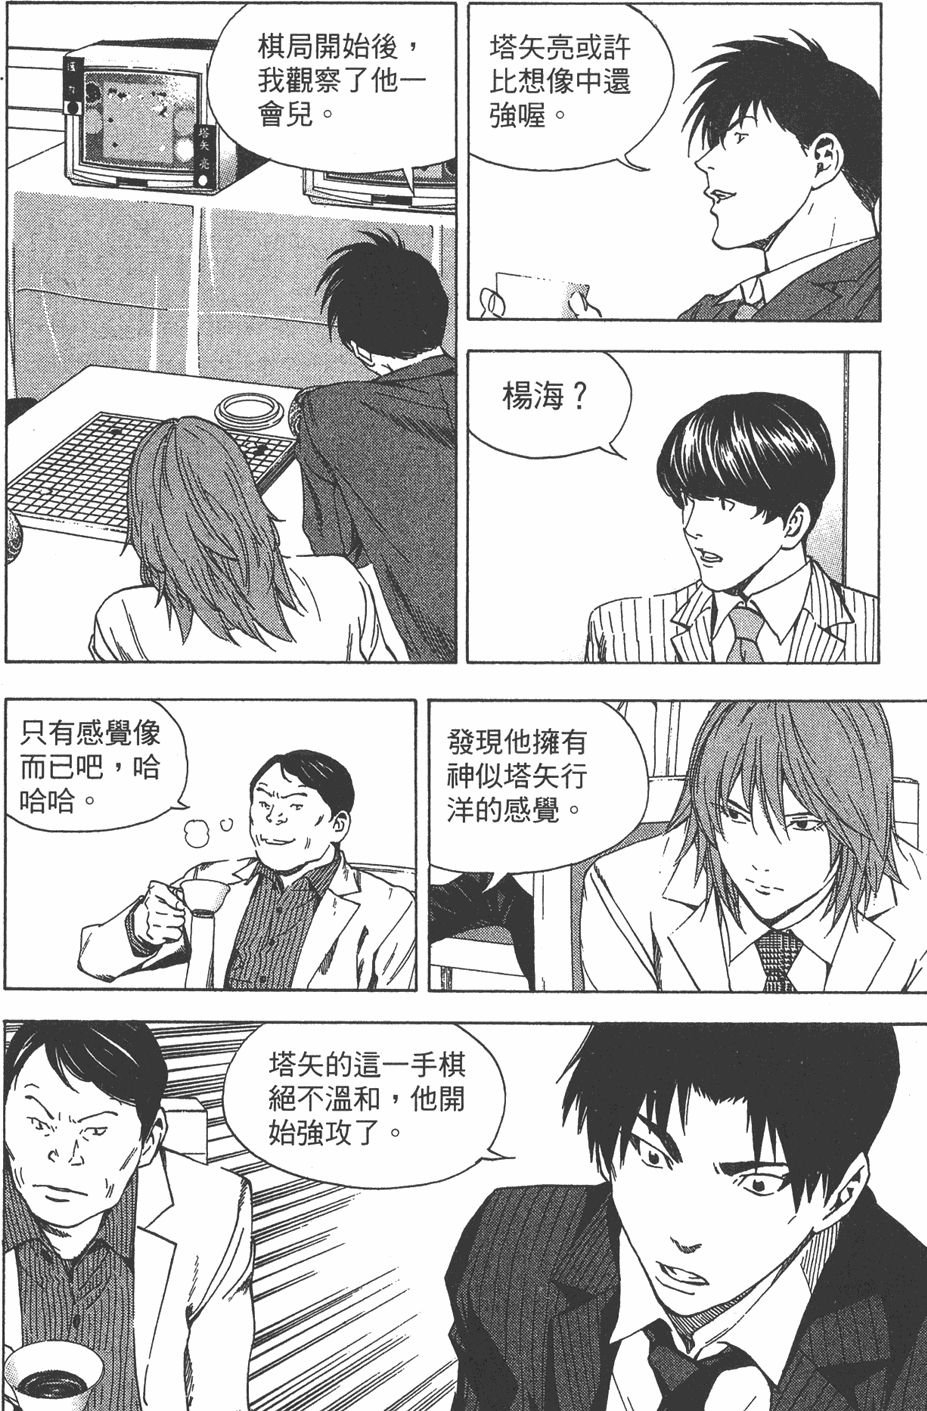 塔矢亮或許
比想像中還
強喔。
楊海?
棋局開始後，
我觀察了他一
會兒。
塔矢亮
發現他擁有
神似塔矢行
洋的感覺。
只有感覺像
而已吧，哈
哈哈。
塔矢的這一手棋
絕不溫和，他開
始強攻了。